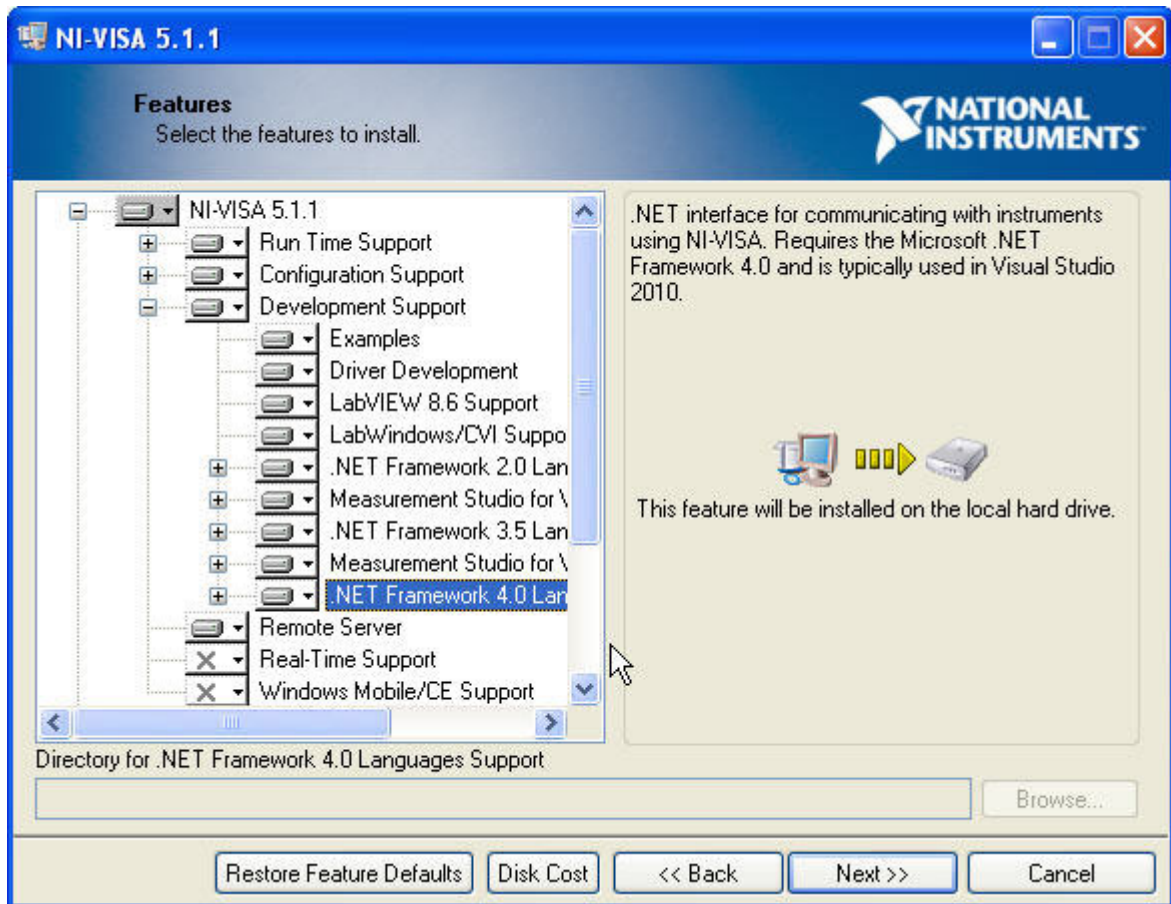 NI-VISA 5.1.1
Features
Select the features to install.
NATIONAL
INSTRUMENTS
NI-VISA 5.1.1
Run Time Support
Configuration Support
Development Support
Examples
Driver Development
LabVIEW 8.6 Support
LabWindows/CVI Suppo
.NET Framework 2.0 Lan
Measurement Studio for \
.NET Framework 3.5 Lan
Measurement Studio for \
.NET Framework 4.0 Lan
Remote Server
Real-Time Support
Windows Mobile/CE Support
.NET interface for communicating with instruments
using NI-VISA. Requires the Microsoft .NET
Framework 4.0 and is typically used in Visual Studio
2010.
This feature will be installed on the local hard drive.
Directory for .NET Framework 4.0 Languages Support
Browse...
Restore Feature Defaults
Disk Cost
<< Back
Next >>
Cancel